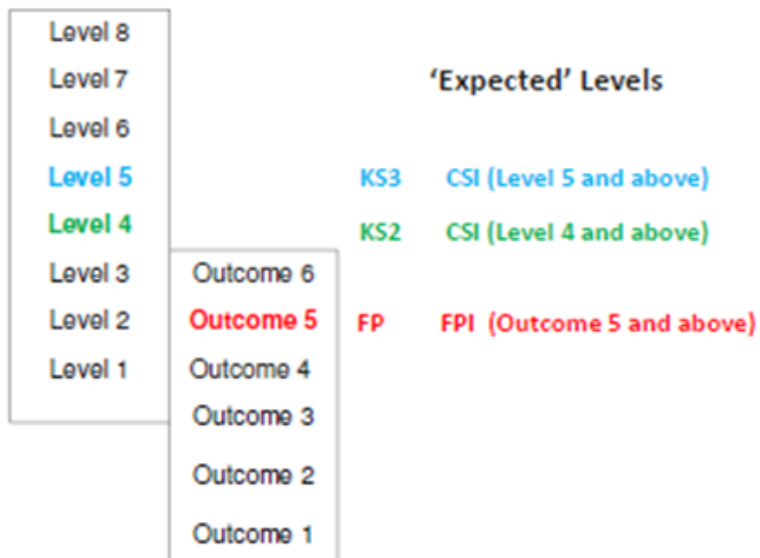 Level 8
Level 7
'Expected' Levels
Level 6
Level 5 KS3 CSI (Level 5 and above)
Level 4 KS2 CSI (Level 4 and above)
Level 3 Outcome 6
Level 2 Outcome 5 FP FPI (Outcome 5 and above)
Level 1 Outcome 4
Outcome 3
Outcome 2
Outcome 1